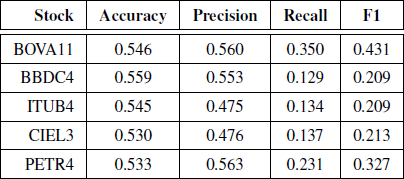 Stock Accuracy Precision Recall F1
BOVA11 0.546 0.560 0.350 0.431
BBDC4 0.559 0.553 0.129 0.209
ITUB4 0.545 0.475 0.134 0.209
CIEL3 0.530 0.476 0.137 0.213
PETR4 0.533 0.563 0.231 0.327